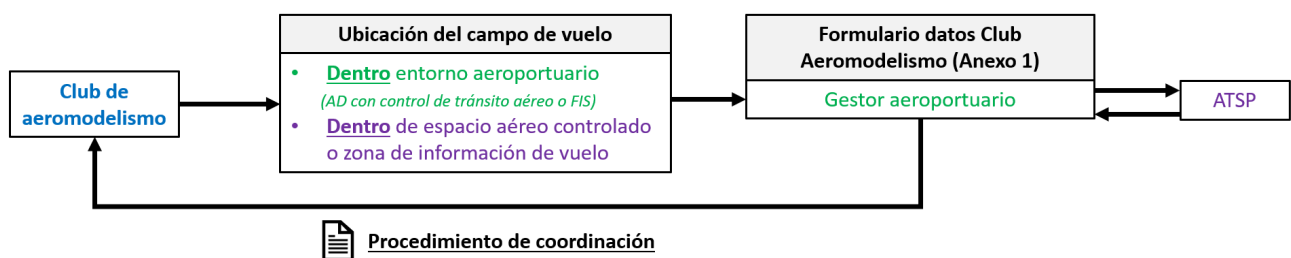 Club de
aeromodelismo
Ubicación del campo de vuelo
• Dentro entorno aeroportuario
(AD con control de tránsito aéreo o FIS)
• Dentro de espacio aéreo controlado
o zona de información de vuelo
Formulario datos Club
Aeromodelismo (Anexo 1)
Gestor aeroportuario
ATSP
Procedimiento de coordinación